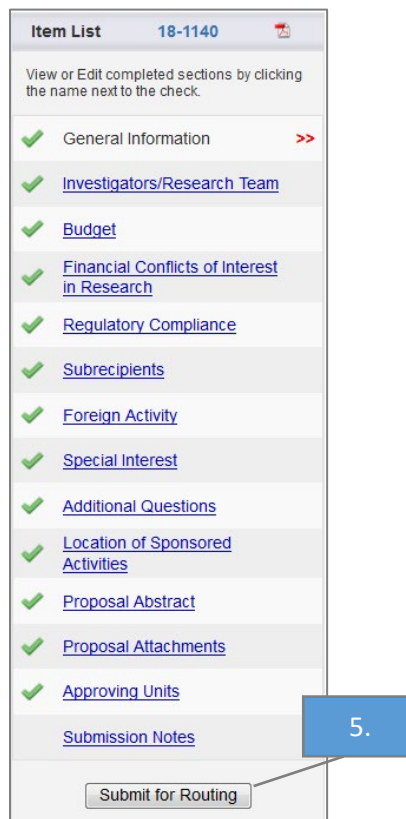 Item List 18-1140
View or Edit completed sections by clicking
the name next to the check.
General Information >>
Investigators/Research Team
Budget
Financial Conflicts of Interest
in Research
Regulatory Compliance
Subrecipients
Foreign Activity
Special Interest
Additional Questions
Location of Sponsored
Activities
Proposal Abstract
Proposal Attachments
Approving Units
Submission Notes
5.
Submit for Routing